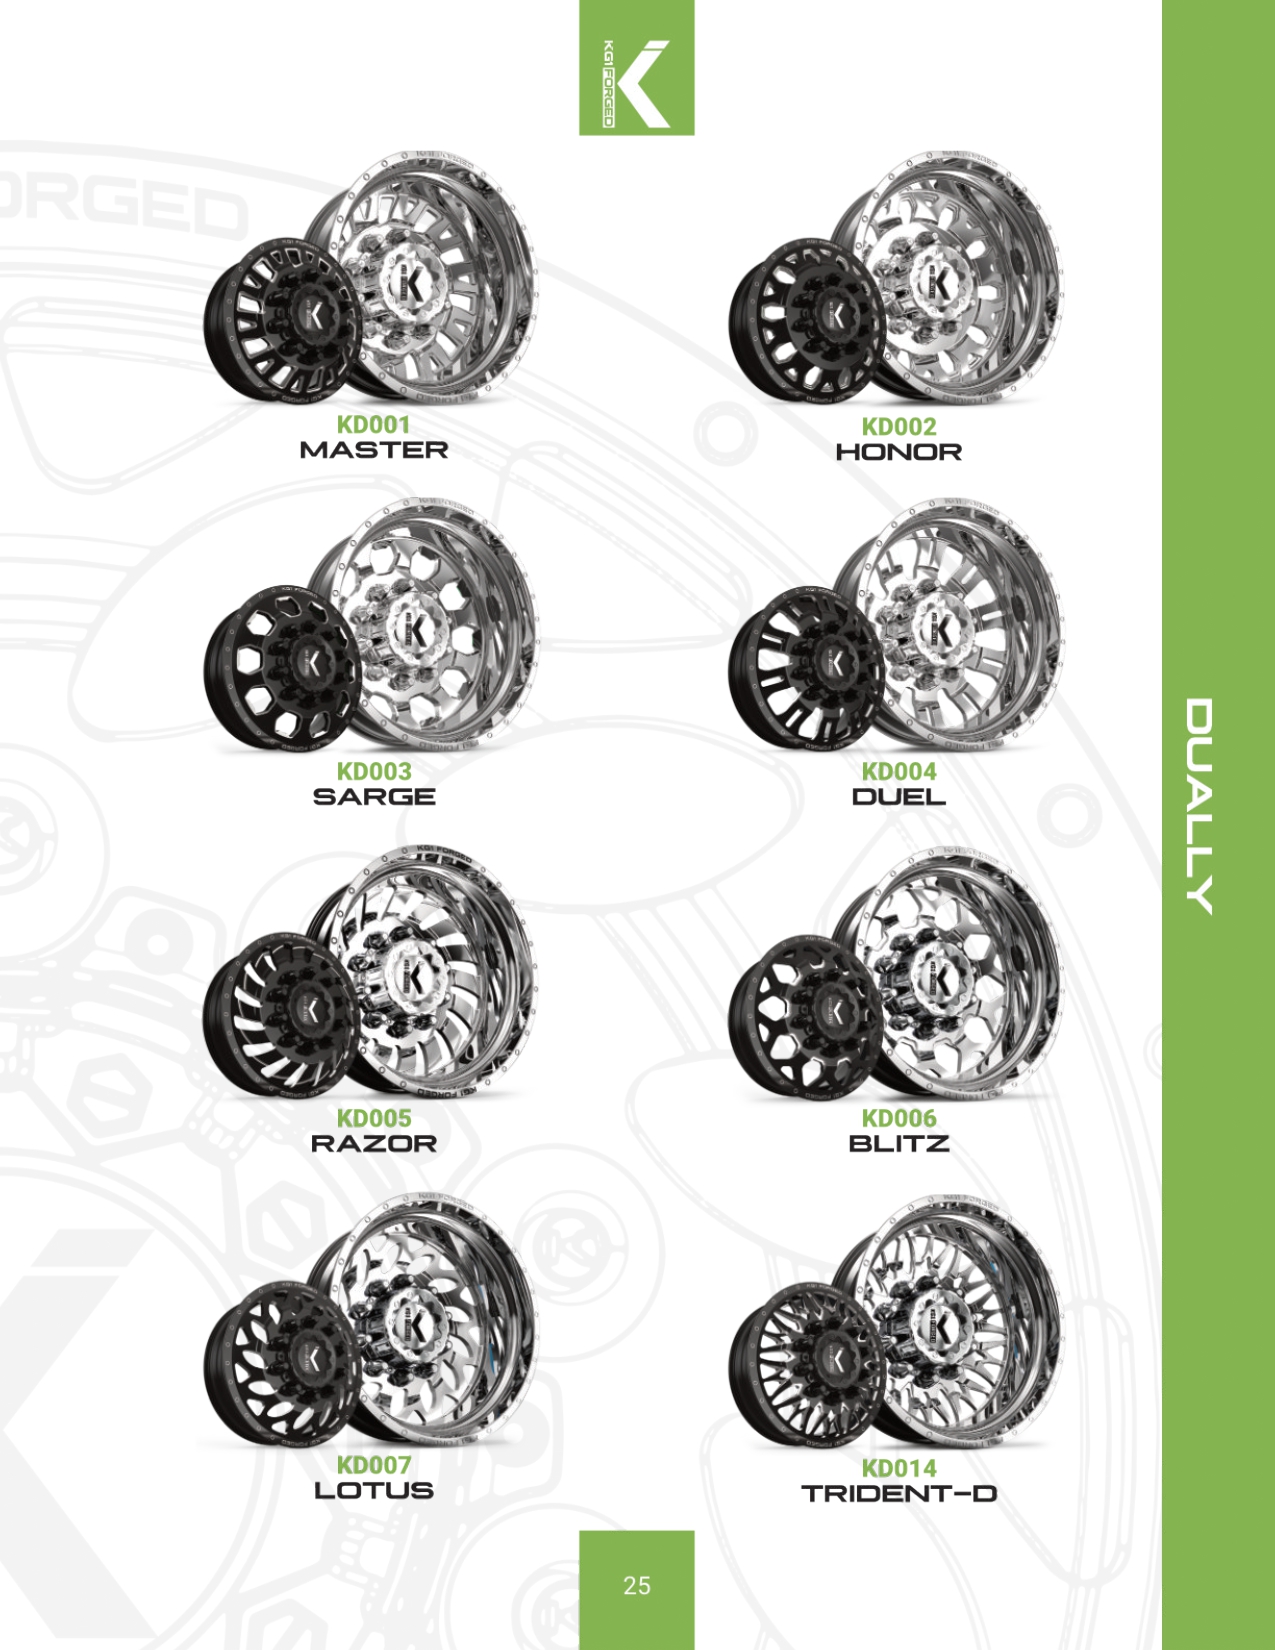 KG1 FORGED
ORGED
KD001
MASTER
KD002
HONOR
KD003
SARGE
KD004
DUEL
KD005
RAZOR
KD006
BLITZ
KD007
LOTUS
KD014
TRIDENT-D
DUALLY
25